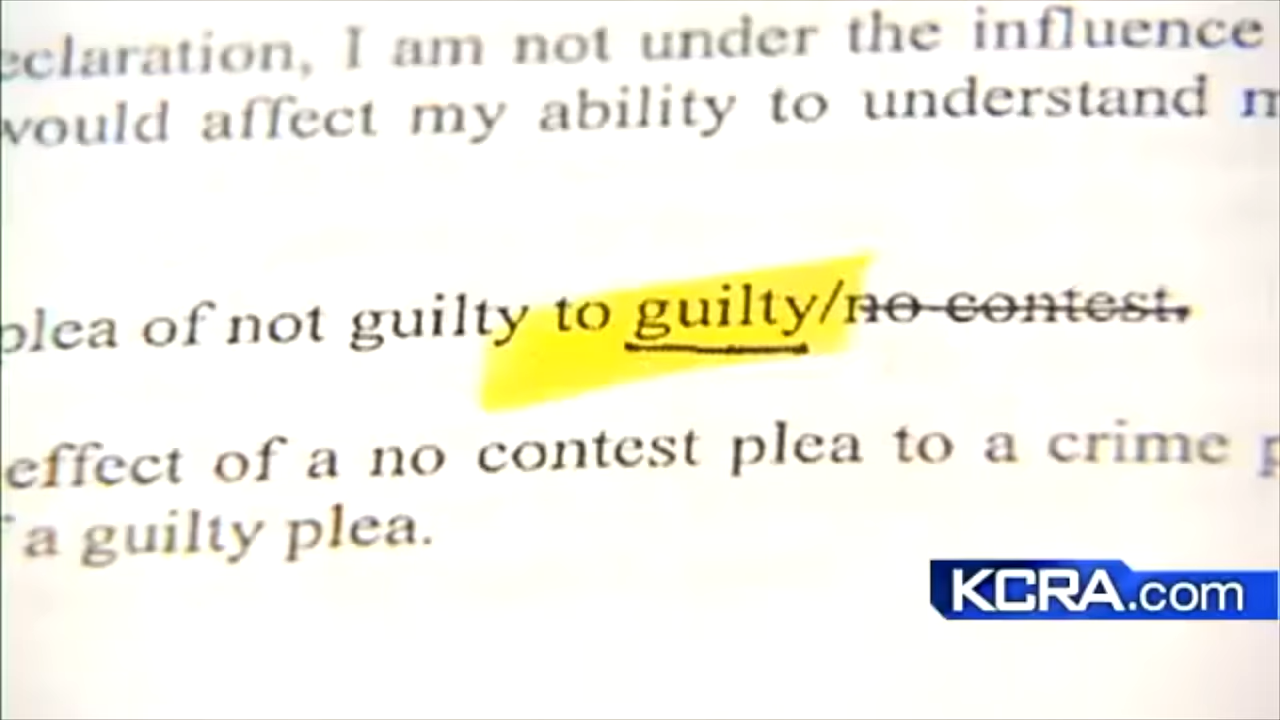 eclaration, I am not under the influence
would affect my ability to understand m
plea of not guilty to guilty/no contest.
effect of a no contest plea to a crime p
a guilty plea.
KCRA.com